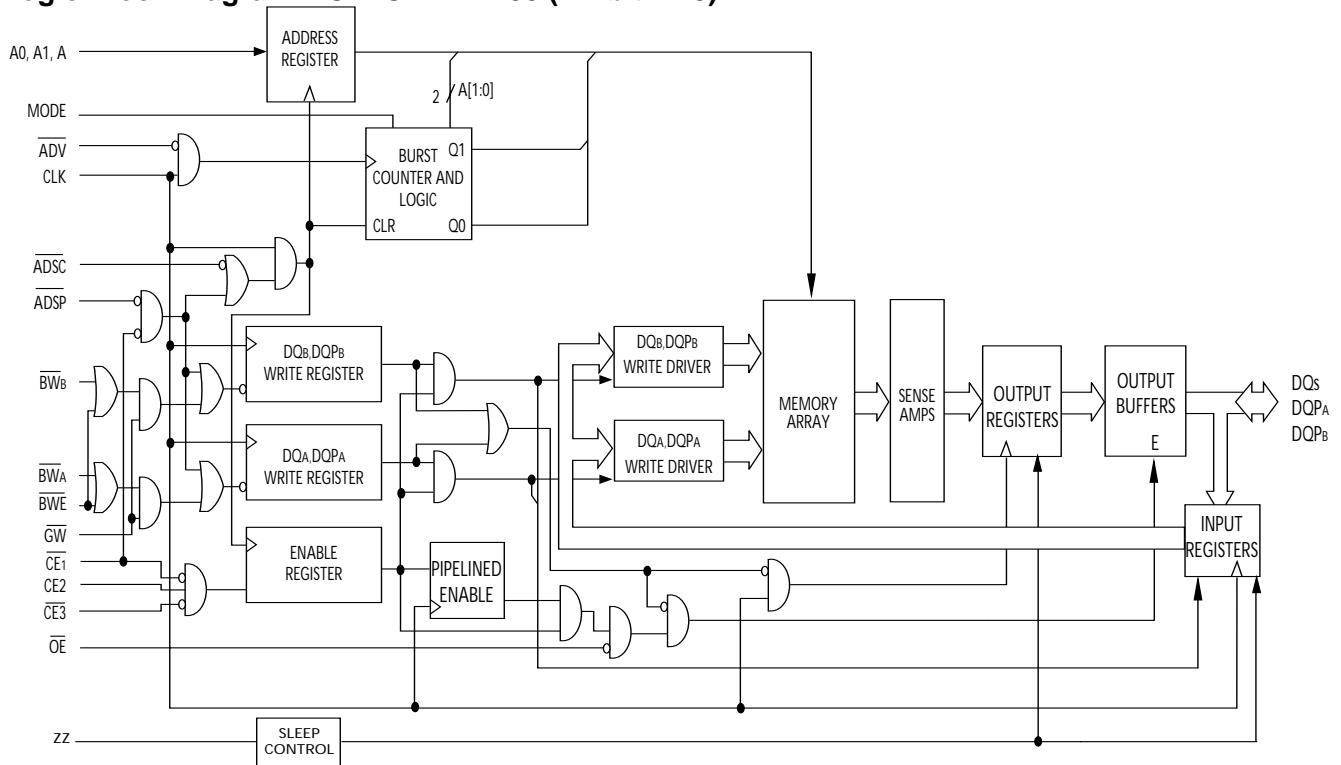 A0, A1, A
ADDRESS
REGISTER
MODE
2
A[1:0]
ADV
CLK
BURST
COUNTER AND
LOGIC
Q1
CLR
Q0
ADSC
ADSP
DQB,DQPB
WRITE REGISTER
DQB,DQPB
WRITE DRIVER
BWB
MEMORY
ARRAY
SENSE
AMPS
OUTPUT
REGISTERS
OUTPUT
BUFFERS
E
DQs
DQPA
DQPB
DQA,DQPA
WRITE REGISTER
DQA,DQPA
WRITE DRIVER
BWA
BWE
GW
CE1
CE2
CE3
ENABLE
REGISTER
PIPELINED
ENABLE
INPUT
REGISTERS
OE
ZZ
SLEEP
CONTROL